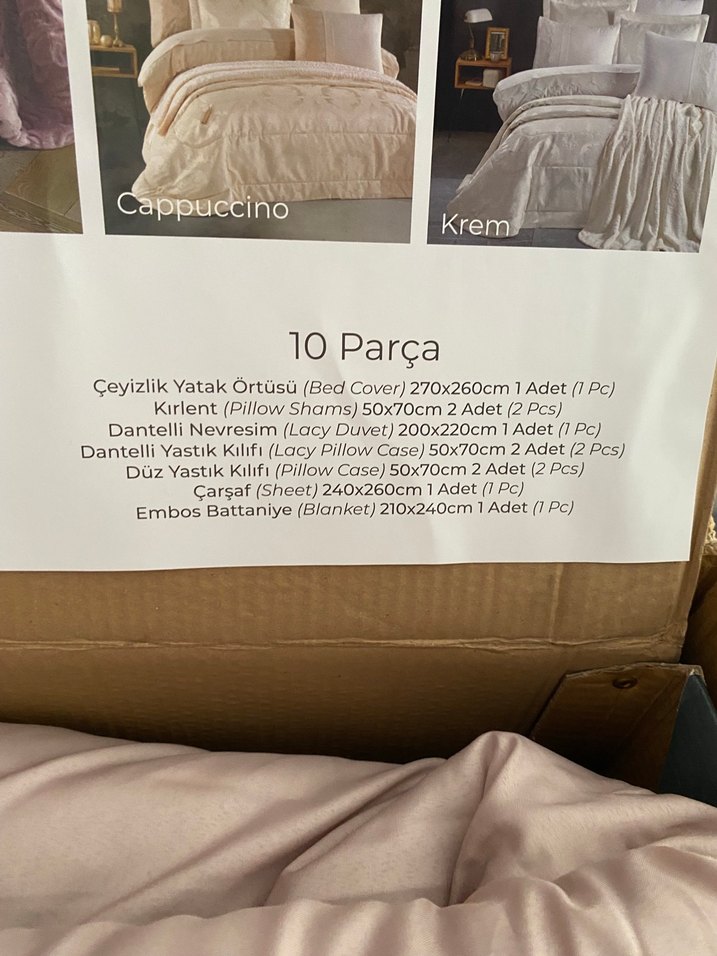 Cappuccino
Krem
10 Parça
Çeyizlik Yatak Örtüsü (Bed Cover) 270x260cm 1 Adet (1 Pc)
Kırlent (Pillow Shams) 50x70cm 2 Adet (2 Pcs)
Dantelli Nevresim (Lacy Duvet) 200x220cm 1 Adet (1 Pc)
Dantelli Yastık Kılıfı (Lacy Pillow Case) 50x70cm 2 Adet (2 Pcs)
Düz Yastık Kılıfı (Pillow Case) 50x70cm 2 Adet (2 Pcs)
Çarşaf (Sheet) 240x260cm 1 Adet (1 Pc)
Embos Battaniye (Blanket) 210x240cm 1 Adet (1 Pc)